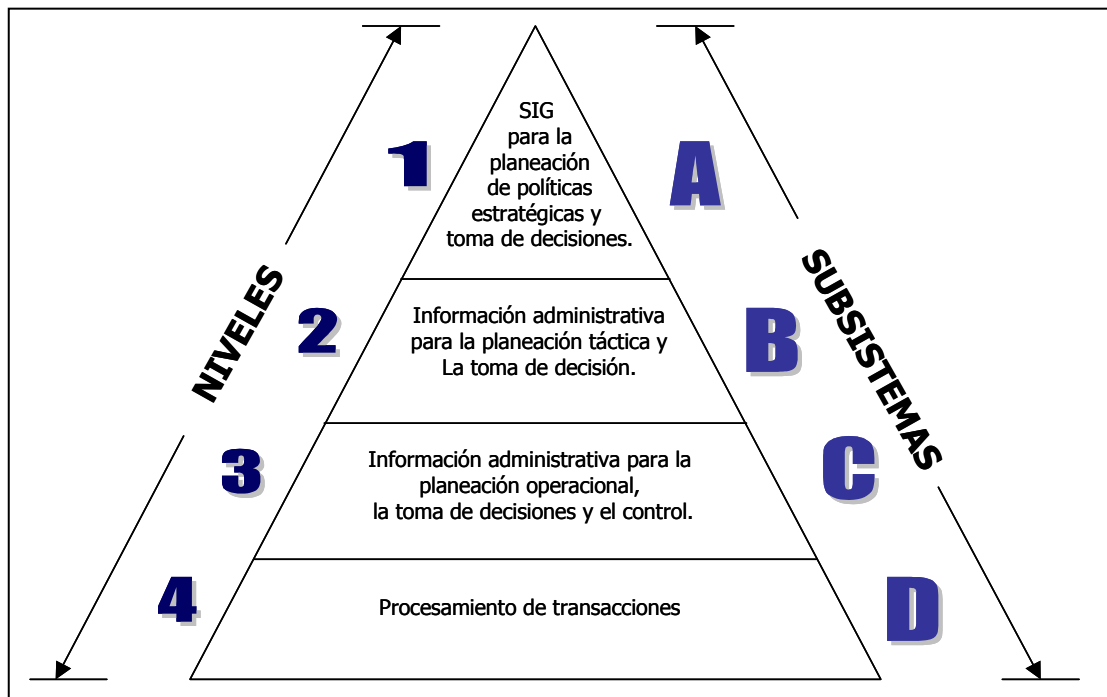 SIG
para la
planeación
de políticas
estratégicas y
toma de decisiones.
1
A
NIVELES
SUBSISTEMAS
2
Información administrativa
para la planeación táctica y
La toma de decisión.
B
3
Información administrativa para la
planeación operacional,
la toma de decisiones y el control.
C
4
Procesamiento de transacciones
D